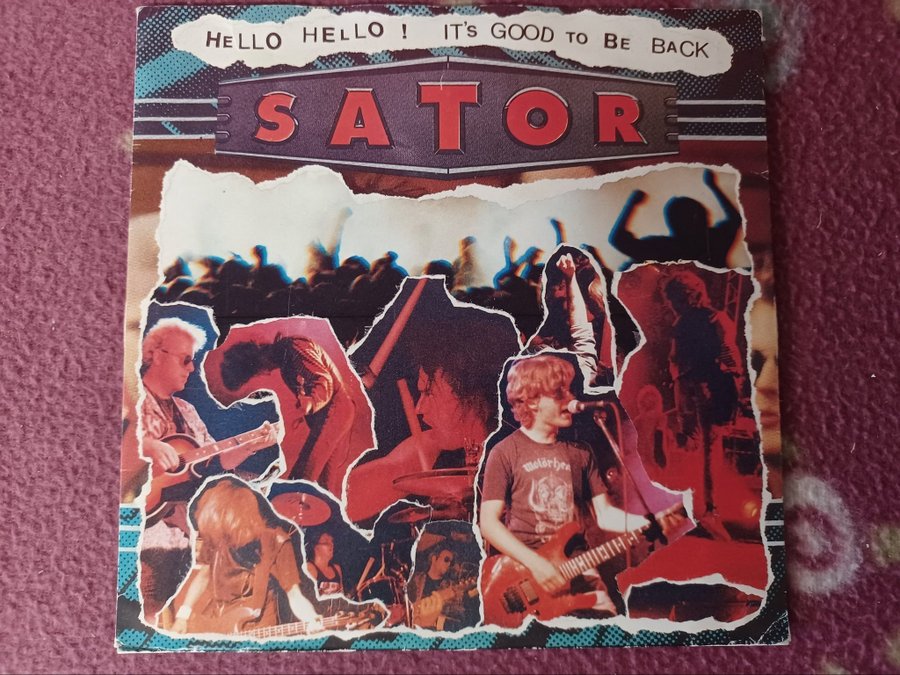 HELLO HELLO! IT'S GOOD TO BE BACK
SATOR
Motörhead